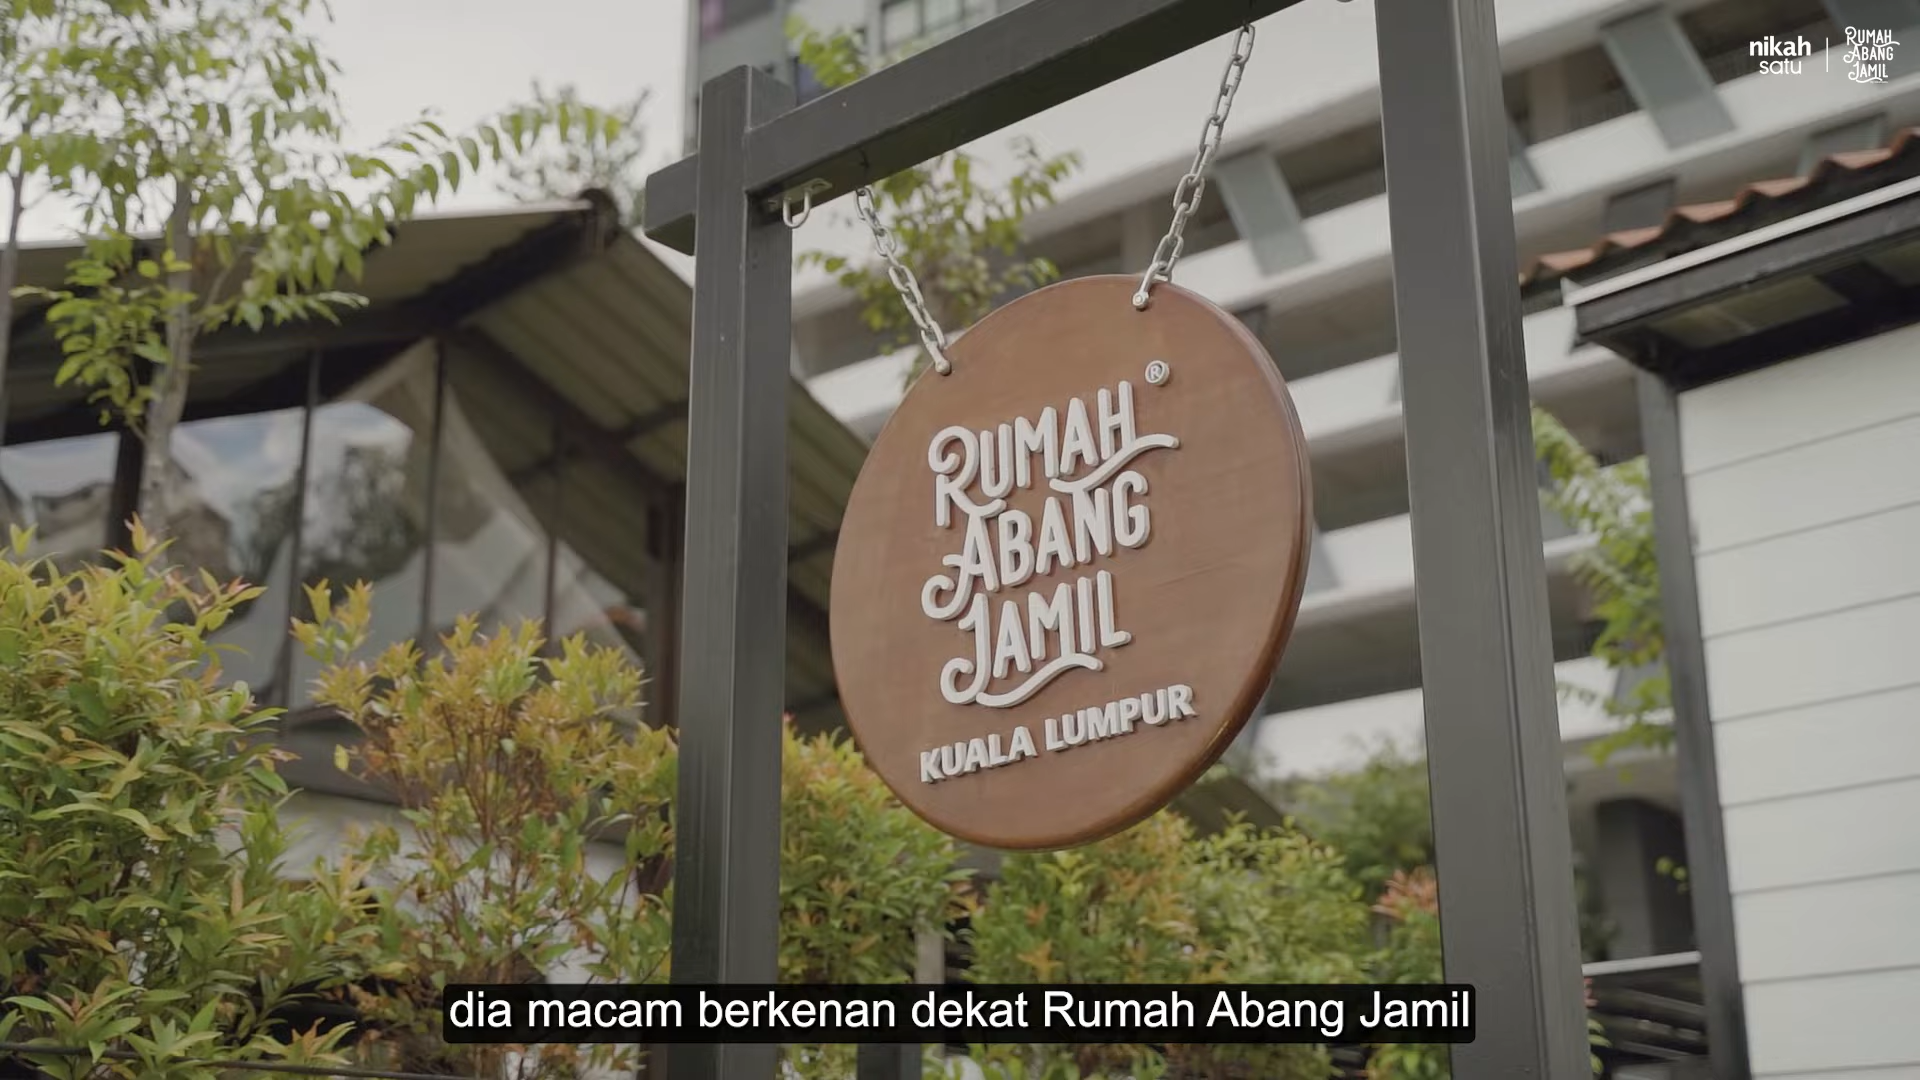 nikah
satu
RUMAH
ABANG
JAMIL
RUMAH ®
ABANG
JAMIL
KUALA LUMPUR
dia macam berkenan dekat Rumah Abang Jamil